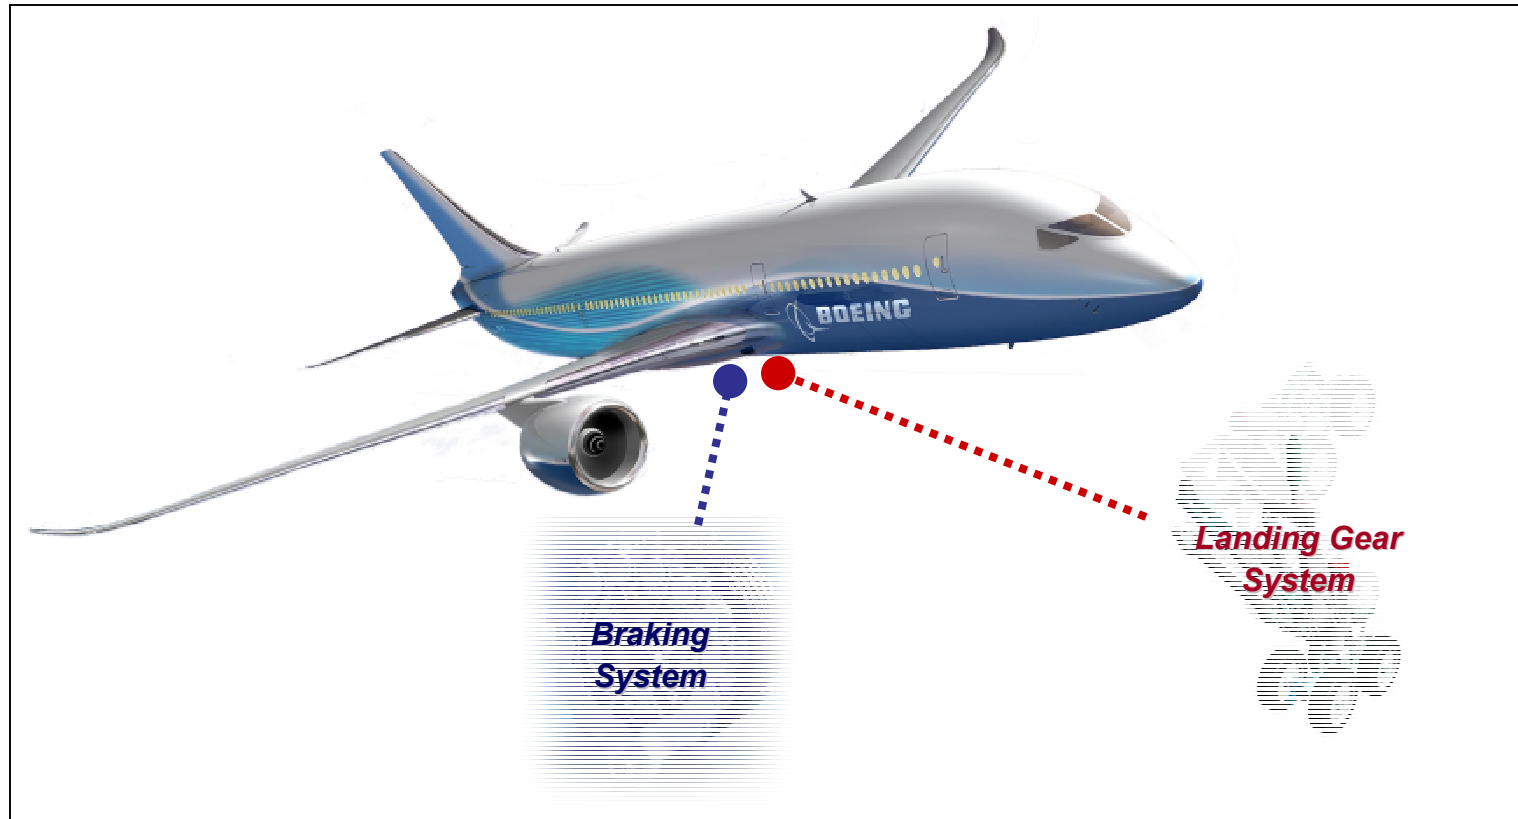 BOEING
Landing Gear
System
Braking
System